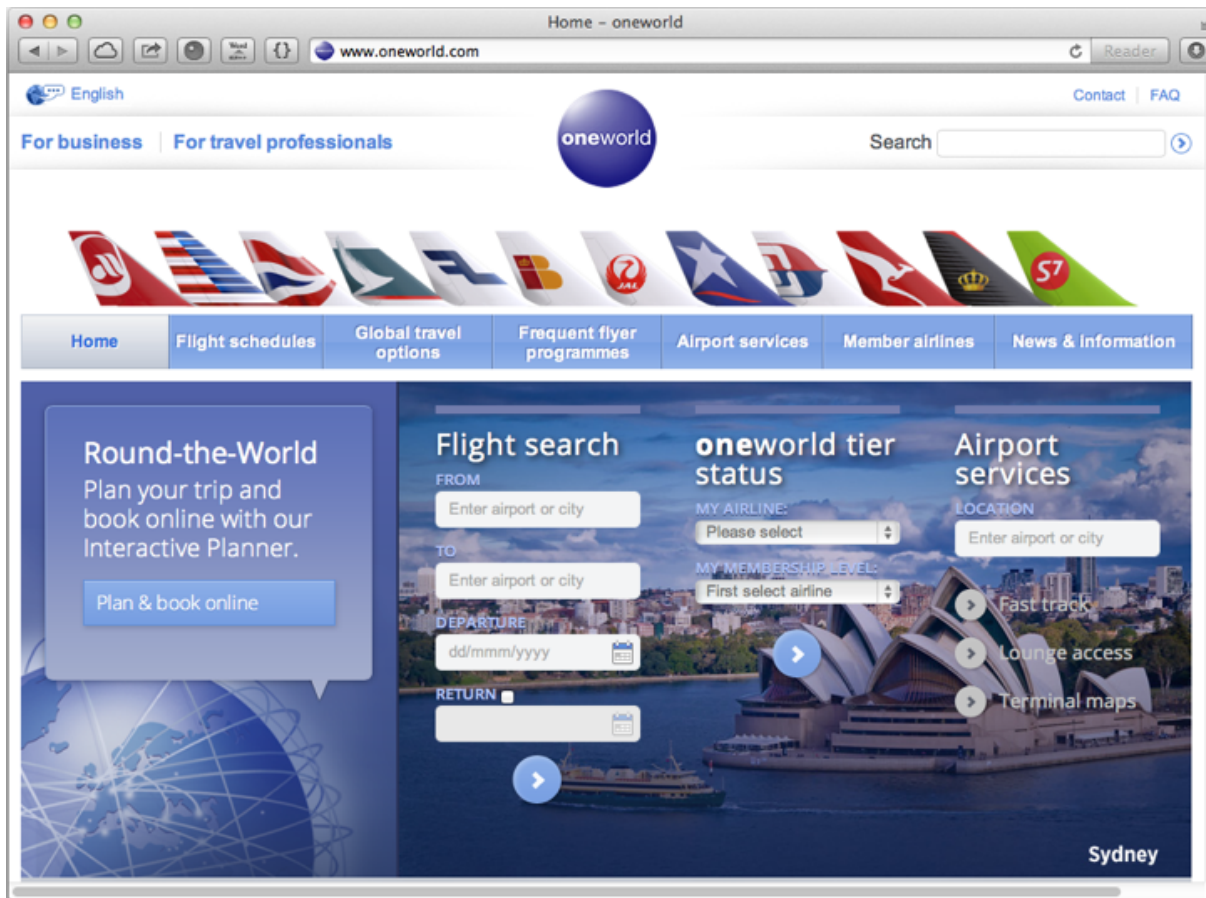 Home – oneworld
Word
{}
www.oneworld.com
Reader
English
Contact
FAQ
For business
For travel professionals
oneworld
Search
JAL
S7
Home
Flight schedules
Global travel
options
Frequent flyer
programmes
Airport services
Member airlines
News & information
Round-the-World
Plan your trip and
book online with our
Interactive Planner.
Plan & book online
Flight search
FROM
Enter airport or city
TO
Enter airport or city
DEPARTURE
dd/mmm/yyyy
RETURN
oneworld tier
status
MY AIRLINE:
Please select
MY MEMBERSHIP LEVEL:
First select airline
Airport
services
LOCATION
Enter airport or city
Fast track
Lounge access
Terminal maps
Sydney